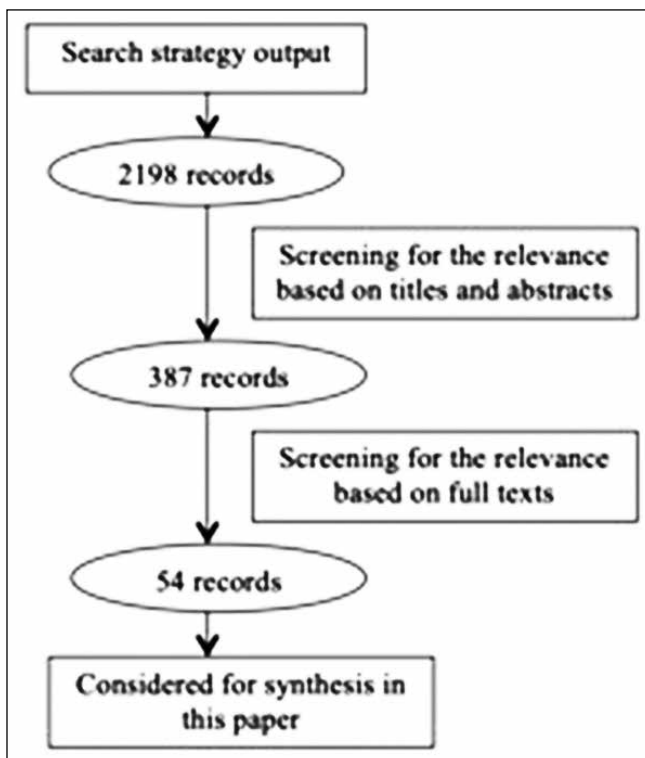 Search strategy output
2198 records
Screening for the relevance
based on titles and abstracts
387 records
Screening for the relevance
based on full texts
54 records
Considered for synthesis in
this paper